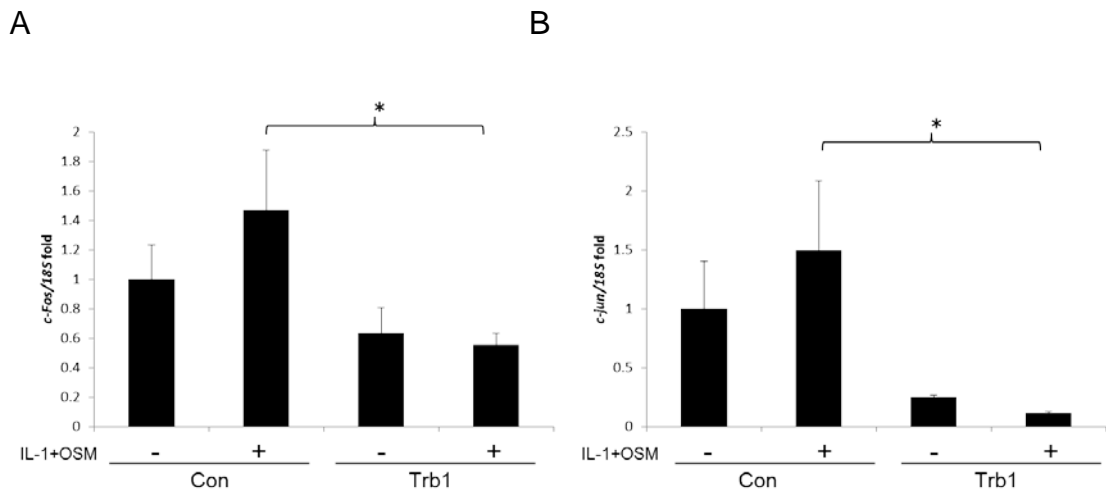 A
*
2
1.8
1.6
1.4
1.2
1
0.8
0.6
0.4
0.2
0
c-Fos/18S fold
IL-1+OSM - + - +
Con Trb1
B
*
2.5
2
1.5
1
0.5
0
c-jun/18S fold
IL-1+OSM - + - +
Con Trb1